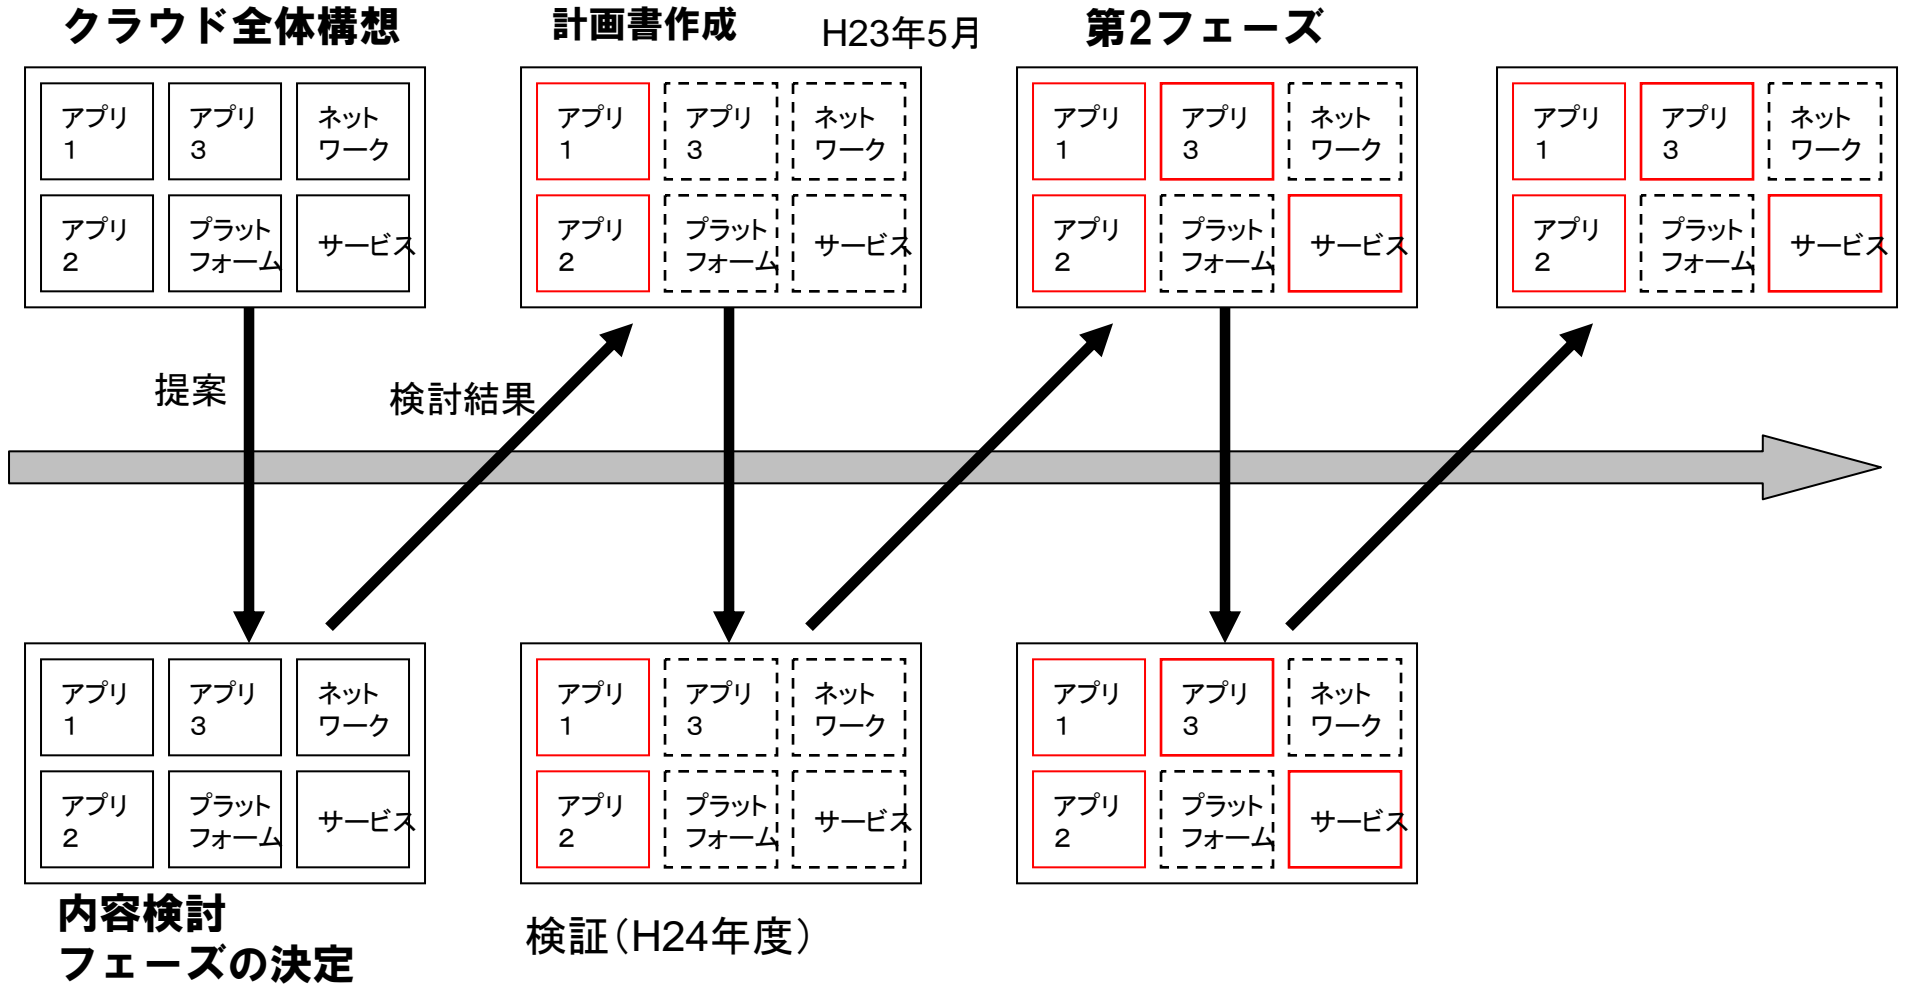 クラウド全体構想
計画書作成
H23年5月
第2フェーズ
アプリ
1
アプリ
3
ネット
ワーク
アプリ
2
プラット
フォーム
サービス
アプリ
1
アプリ
3
ネット
ワーク
アプリ
2
プラット
フォーム
サービス
アプリ
1
アプリ
3
ネット
ワーク
アプリ
2
プラット
フォーム
サービス
アプリ
1
アプリ
3
ネット
ワーク
アプリ
2
プラット
フォーム
サービス
提案
検討結果
アプリ
1
アプリ
3
ネット
ワーク
アプリ
2
プラット
フォーム
サービス
アプリ
1
アプリ
3
ネット
ワーク
アプリ
2
プラット
フォーム
サービス
アプリ
1
アプリ
3
ネット
ワーク
アプリ
2
プラット
フォーム
サービス
内容検討
フェーズの決定
検証（H24年度）